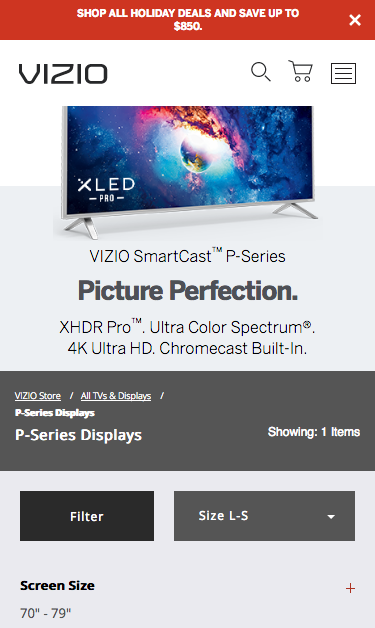 SHOP ALL HOLIDAY DEALS AND SAVE UP TO
$850.
VIZIO
XLED
PRO
VIZIO SmartCast™ P-Series
Picture Perfection.
XHDR Pro™. Ultra Color Spectrum®.
4K Ultra HD. Chromecast Built-In.
VIZIO Store / All TVs & Displays /
P-Series Displays
P-Series Displays
Showing: 1 Items
Filter
Size L-S
Screen Size
70" - 79"